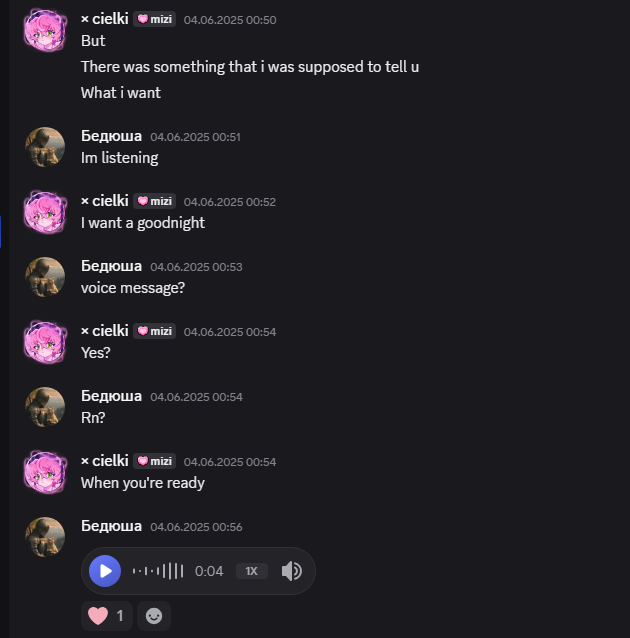 × cielki mizi 04.06.2025 00:50
But
There was something that i was supposed to tell u
What i want
Бедюша 04.06.2025 00:51
Im listening
× cielki mizi 04.06.2025 00:52
I want a goodnight
Бедюша 04.06.2025 00:53
voice message?
× cielki mizi 04.06.2025 00:54
Yes?
Бедюша 04.06.2025 00:54
Rn?
× cielki mizi 04.06.2025 00:54
When you're ready
Бедюша 04.06.2025 00:56
0:04 1X
1